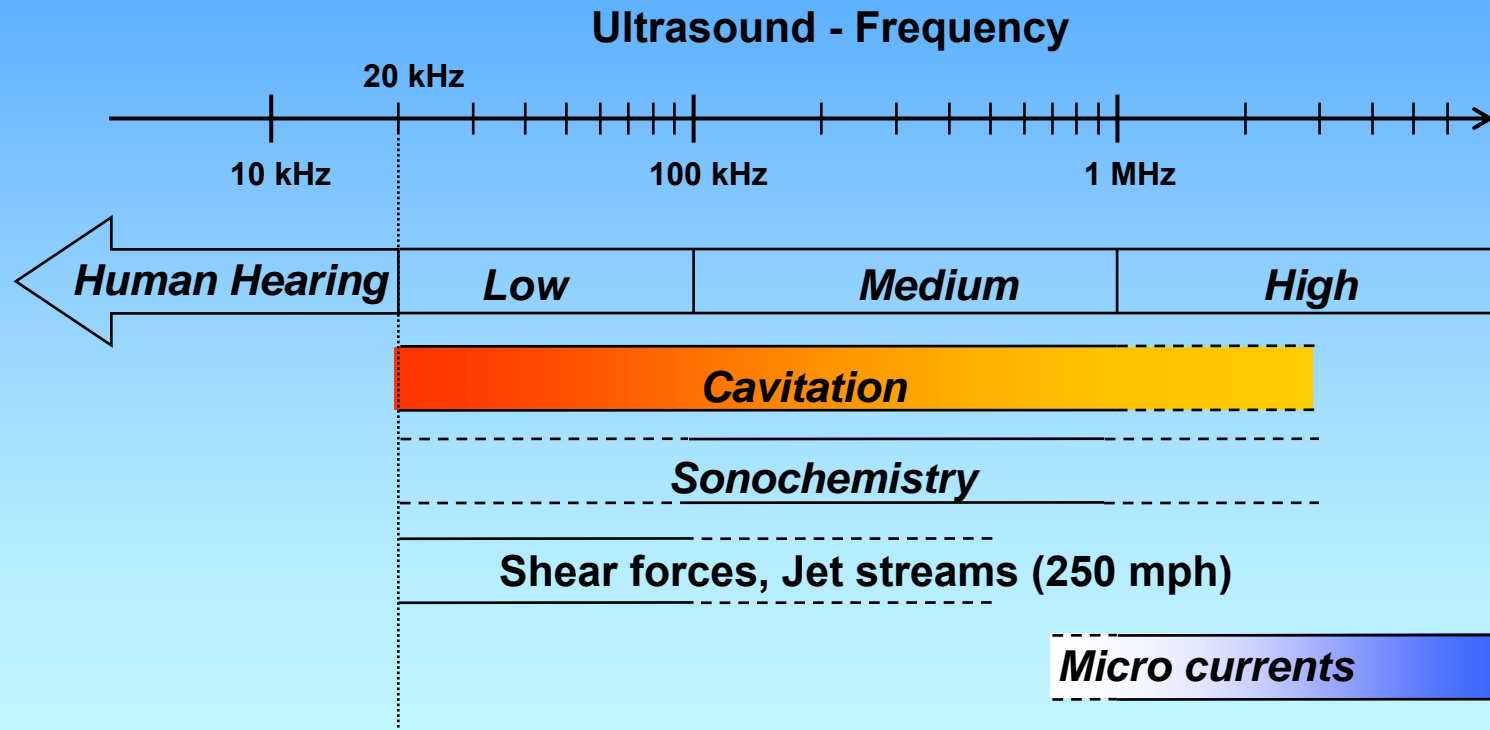 Ultrasound - Frequency
20 kHz
10 kHz
100 kHz
1 MHz
Human Hearing
Low
Medium
High
Cavitation
Sonochemistry
Shear forces, Jet streams (250 mph)
Micro currents